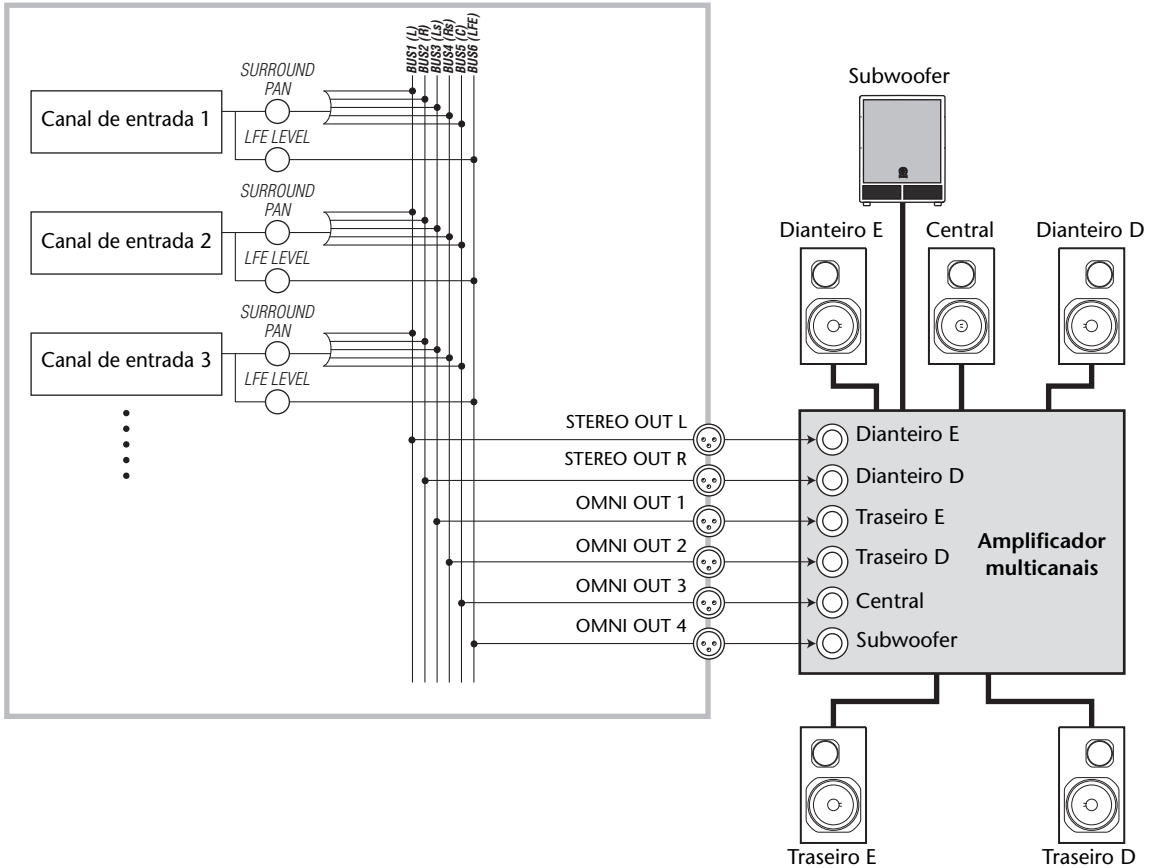 BUS1 (L)
BUS2 (R)
BUS3 (Ls)
BUS4 (Rs)
BUS5 (C)
BUS6 (LFE)
SURROUND
PAN
Canal de entrada 1
LFE LEVEL
SURROUND
PAN
Canal de entrada 2
LFE LEVEL
SURROUND
PAN
Canal de entrada 3
LFE LEVEL
STEREO OUT L
STEREO OUT R
OMNI OUT 1
OMNI OUT 2
OMNI OUT 3
OMNI OUT 4
Subwoofer
Dianteiro E
Central
Dianteiro D
Dianteiro E
Dianteiro D
Traseiro E
Traseiro D
Central
Subwoofer
Amplificador
multicanais
Traseiro E
Traseiro D